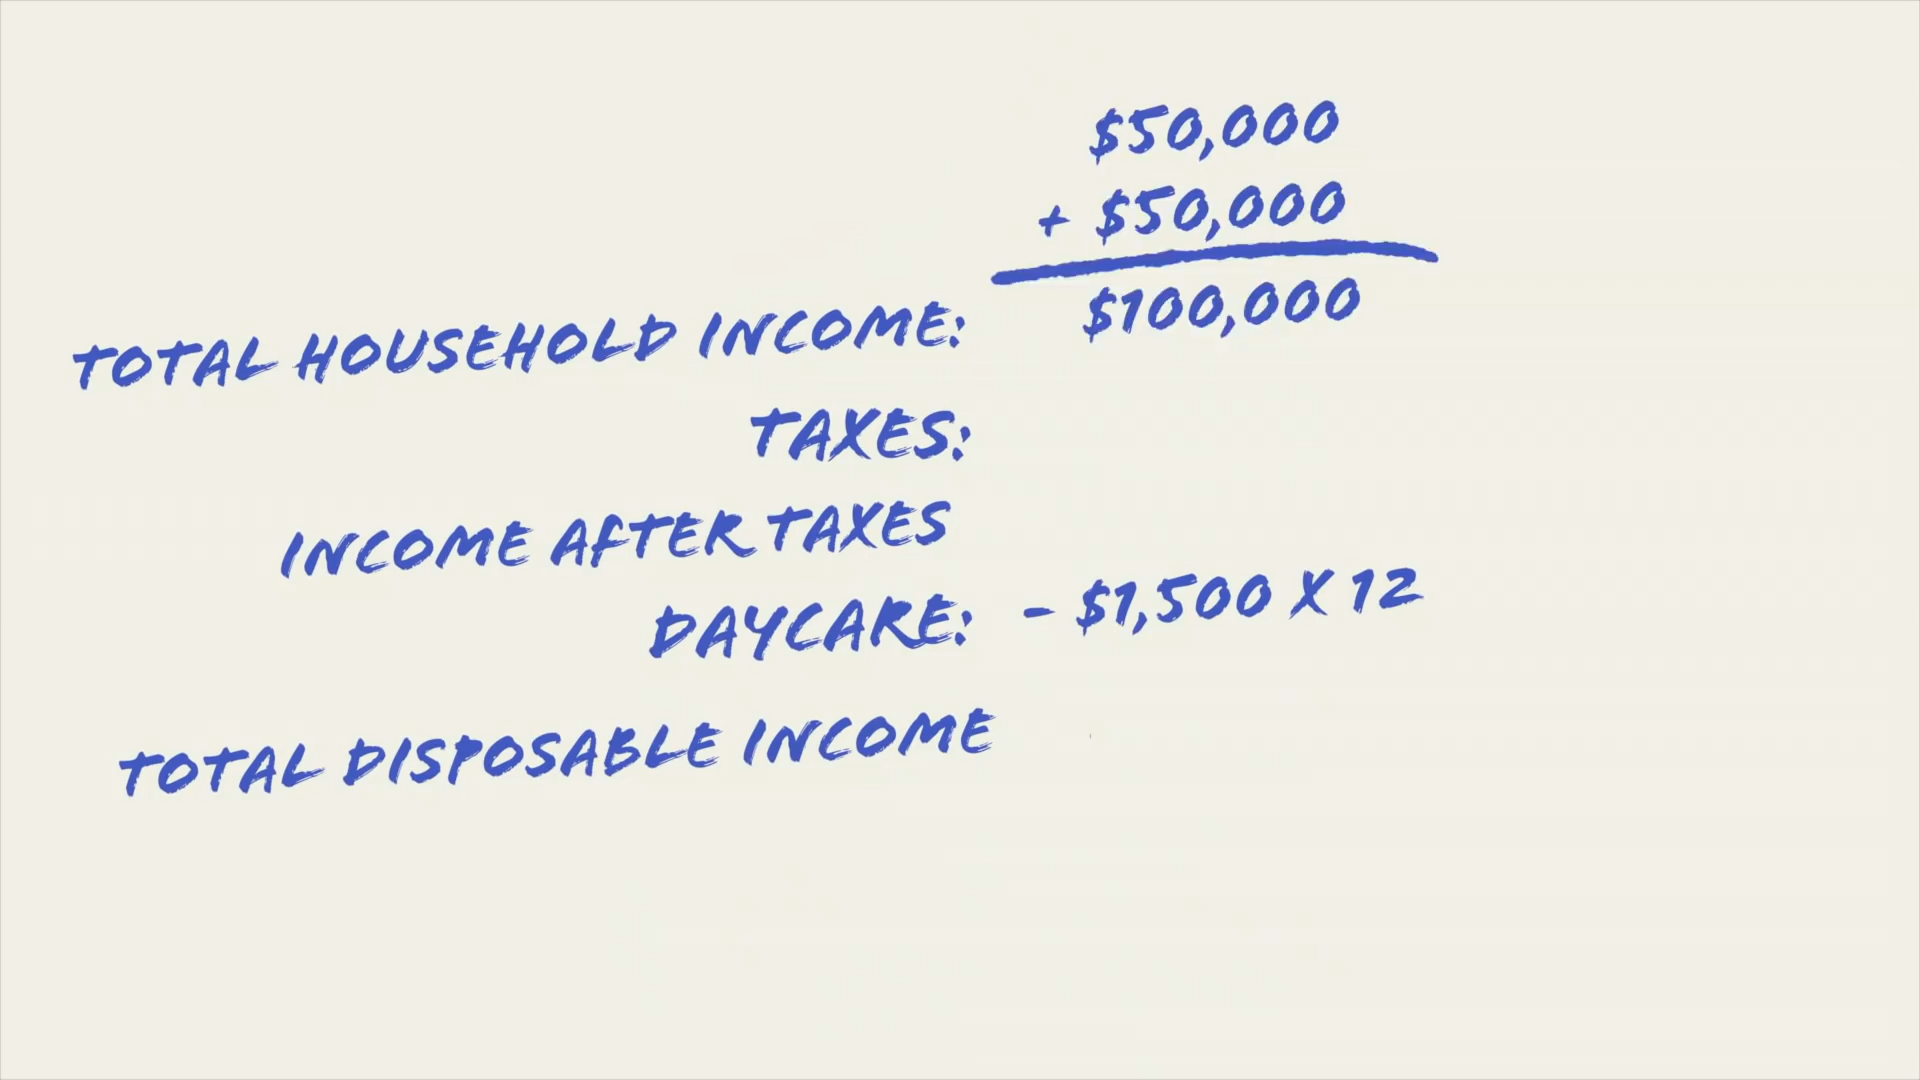 $50,000
+ $50,000
TOTAL HOUSEHOLD INCOME: $100,000
TAXES:
INCOME AFTER TAXES
DAYCARE: - $1,500 X 12
TOTAL DISPOSABLE INCOME